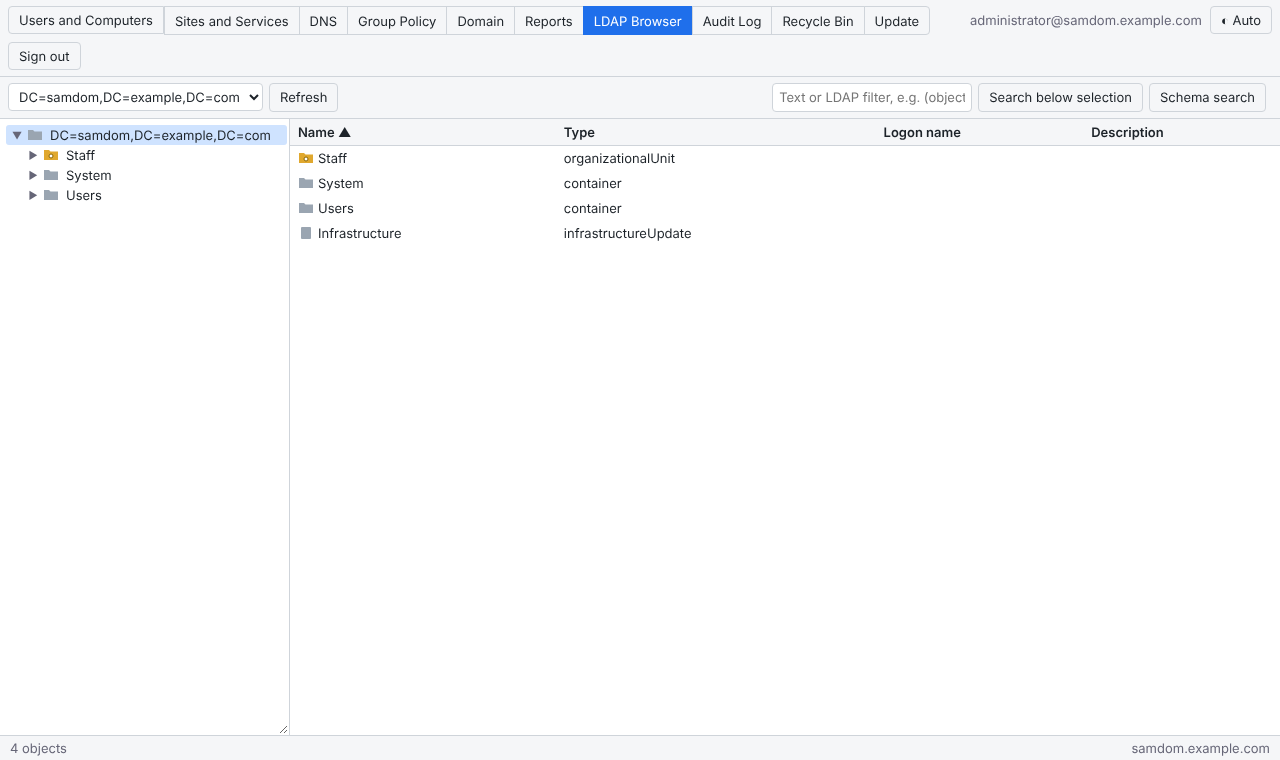 Users and Computers Sites and Services DNS Group Policy Domain Reports LDAP Browser Audit Log Recycle Bin Update administrator@samdom.example.com Auto
Sign out
DC=samdom,DC=example,DC=com Refresh Text or LDAP filter, e.g. (object Search below selection Schema search
DC=samdom,DC=example,DC=com
Staff
System
Users
Name Type Logon name Description
Staff organizationalUnit
System container
Users container
Infrastructure infrastructureUpdate
4 objects samdom.example.com